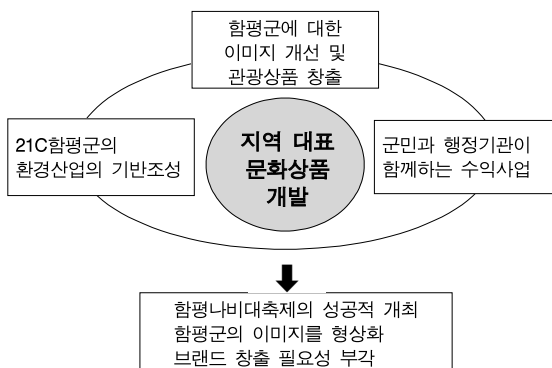 함평군에 대한
이미지 개선 및
관광상품 창출
21C함평군의
환경산업의 기반조성
지역 대표
문화상품
개발
군민과 행정기관이
함께하는 수익사업
함평나비대축제의 성공적 개최
함평군의 이미지를 형상화
브랜드 창출 필요성 부각